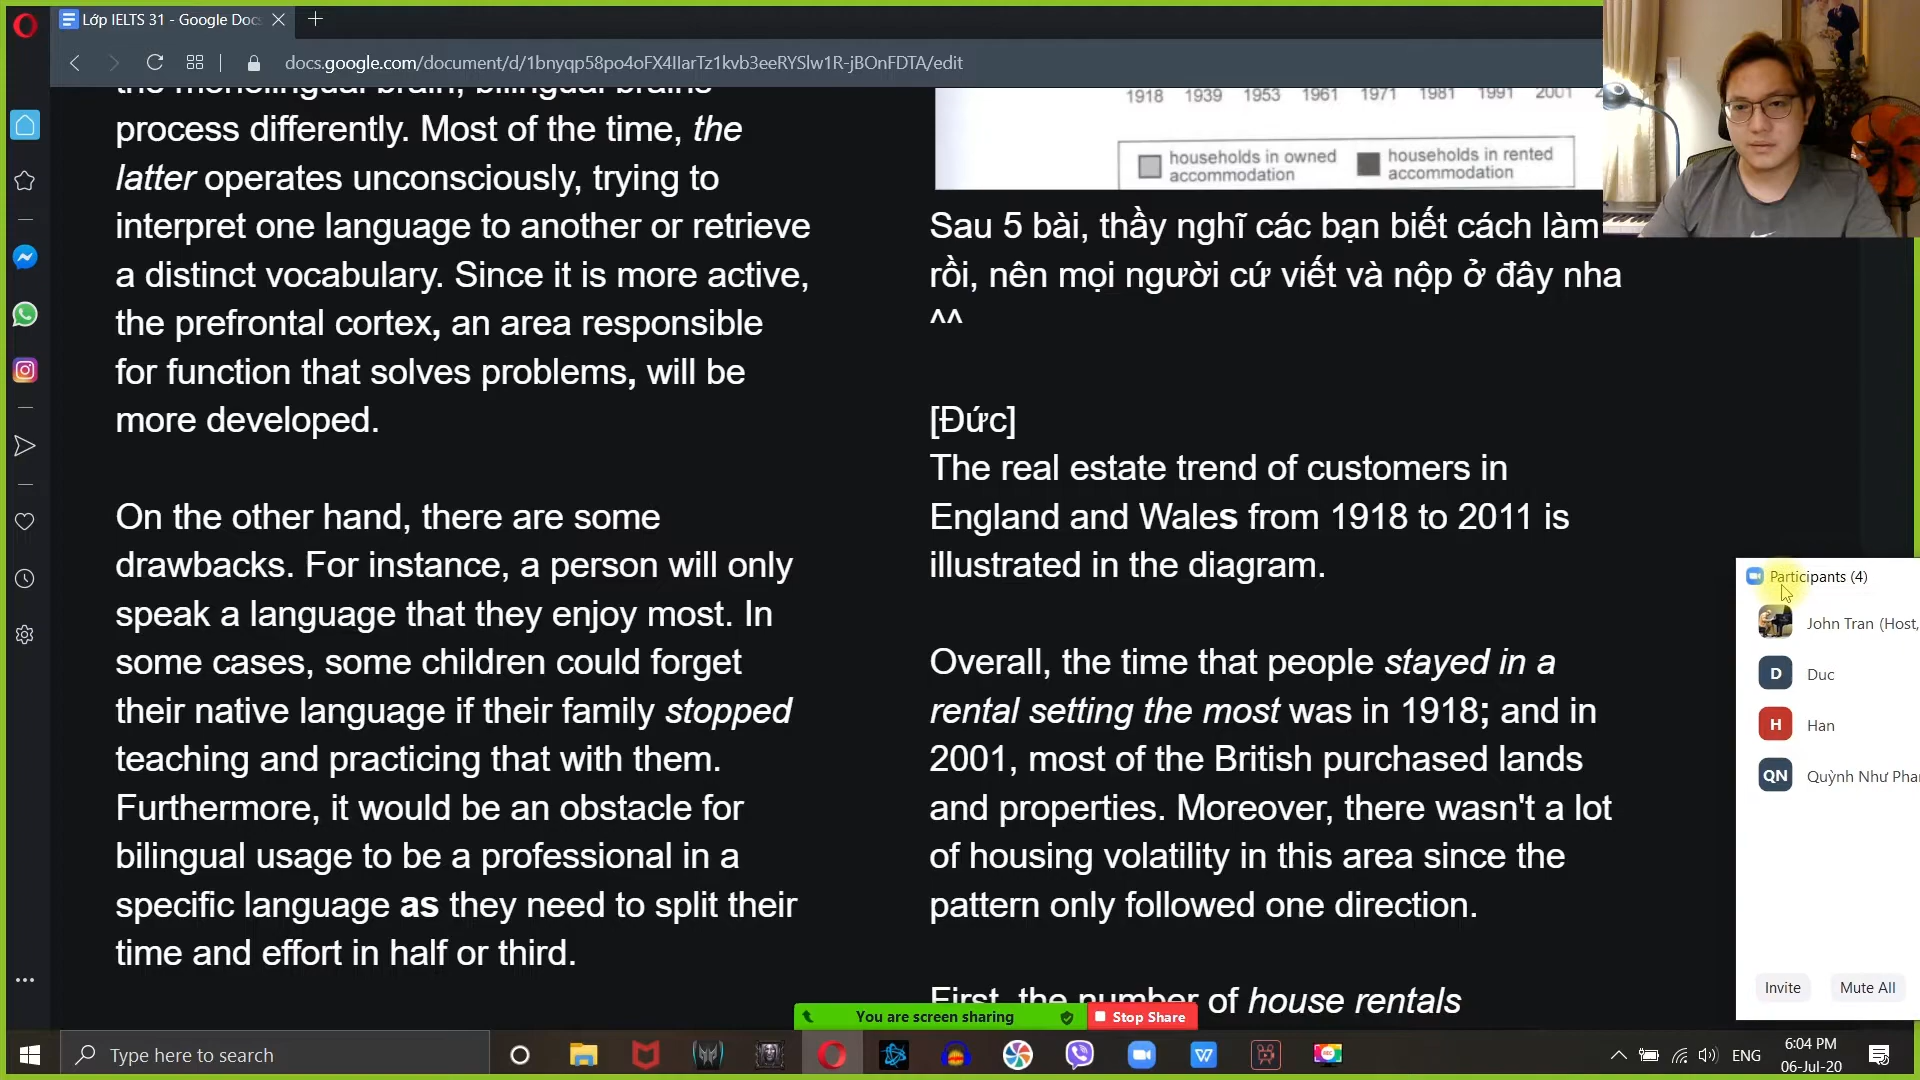 Lớp IELTS 31 - Google Doc
docs.google.com/document/d/1bnyqp58po4oFX4IIarTz1kvb3eeRYSlw1R-jBOnFDTA/edit
the monolingual brain, bilingual brains
process differently. Most of the time, the
latter operates unconsciously, trying to
interpret one language to another or retrieve
a distinct vocabulary. Since it is more active,
the prefrontal cortex, an area responsible
for function that solves problems, will be
more developed.
On the other hand, there are some
drawbacks. For instance, a person will only
speak a language that they enjoy most. In
some cases, some children could forget
their native language if their family stopped
teaching and practicing that with them.
Furthermore, it would be an obstacle for
bilingual usage to be a professional in a
specific language as they need to split their
time and effort in half or third.
1918 1939 1953 1961 1971 1981 1991 2001
households in owned
accommodation
households in rented
accommodation
Sau 5 bài, thầy nghĩ các bạn biết cách làm
rồi, nên mọi người cứ viết và nộp ở đây nha
^^
[Đức]
The real estate trend of customers in
England and Wales from 1918 to 2011 is
illustrated in the diagram.
Overall, the time that people stayed in a
rental setting the most was in 1918; and in
2001, most of the British purchased lands
and properties. Moreover, there wasn't a lot
of housing volatility in this area since the
pattern only followed one direction.
First, the number of house rentals
Participants (4)
John Tran (Host,
D Duc
H Han
QN Quỳnh Như Pha
Invite Mute All
You are screen sharing Stop Share
Type here to search
ENG
6:04 PM
06-Jul-20